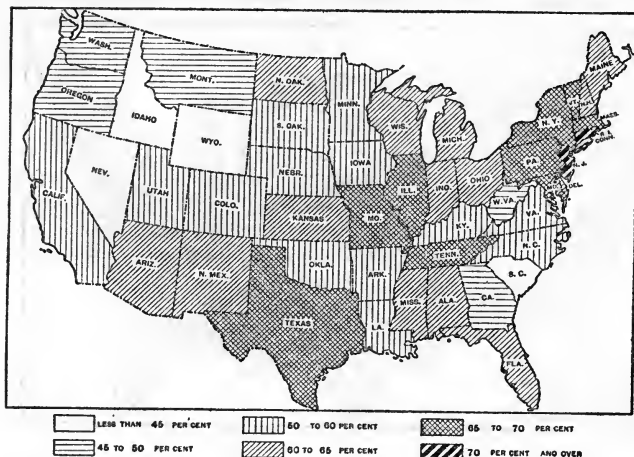 WASH.
MONT.
N. DAK.
MINN.
MAINE
OREGON
IDAHO
WYO.
S. DAK.
WIS.
MICH.
N. Y.
VT.
MASS.
R. I.
CONN.
NEV.
UTAH
COLO.
NEBR.
IOWA
ILL.
IND.
OHIO
PA.
N. J.
DEL.
CALIF.
KANSAS
MO.
KY.
W. VA.
VA.
ARIZ.
N. MEX.
OKLA.
ARK.
TENN.
N. C.
S. C.
TEXAS
LA.
MISS.
ALA.
GA.
FLA.
LESS THAN 45 PER CENT
50 TO 60 PER CENT
65 TO 70 PER CENT
45 TO 50 PER CENT
60 TO 65 PER CENT
70 PER CENT AND OVER